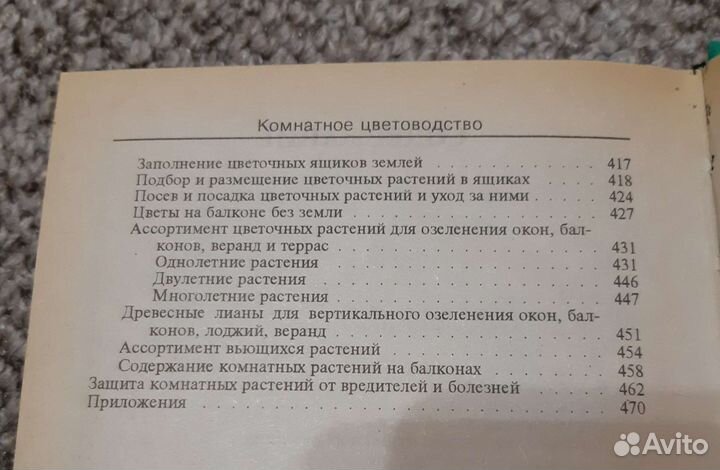 Комнатное цветоводство
Заполнение цветочных ящиков землей . . . . . . . . . . . . 417
Подбор и размещение цветочных растений в ящиках . . . . 418
Посев и посадка цветочных растений и уход за ними . . . . 424
Цветы на балконе без земли . . . . . . . . . . . . . . . . . 427
Ассортимент цветочных растений для озеленения окон, бал-
конов, веранд и террас . . . . . . . . . . . . . . . . . . 431
Однолетние растения . . . . . . . . . . . . . . . . . . . 431
Двулетние растения . . . . . . . . . . . . . . . . . . . 446
Многолетние растения . . . . . . . . . . . . . . . . . . 447
Древесные лианы для вертикального озеленения окон, бал-
конов, лоджий, веранд . . . . . . . . . . . . . . . . . . 451
Ассортимент вьющихся растений . . . . . . . . . . . . . . 454
Содержание комнатных растений на балконах . . . . . . . . 458
Защита комнатных растений от вредителей и болезней . . . . 462
Приложения . . . . . . . . . . . . . . . . . . . . . . . . 470
Avito